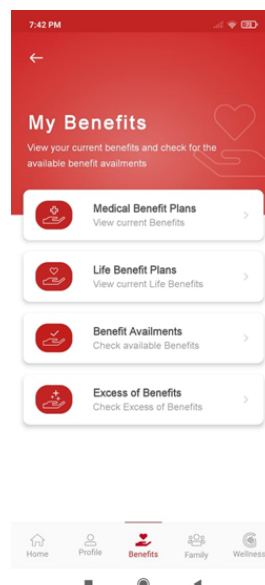 7:42 PM
My Benefits
View your current benefits and check for the
available benefit availments
Medical Benefit Plans
View current Benefits
Life Benefit Plans
View current Life Benefits
Benefit Availments
Check available Benefits
Excess of Benefits
Check Excess of Benefits
Home
Profile
Benefits
Family
Wellness